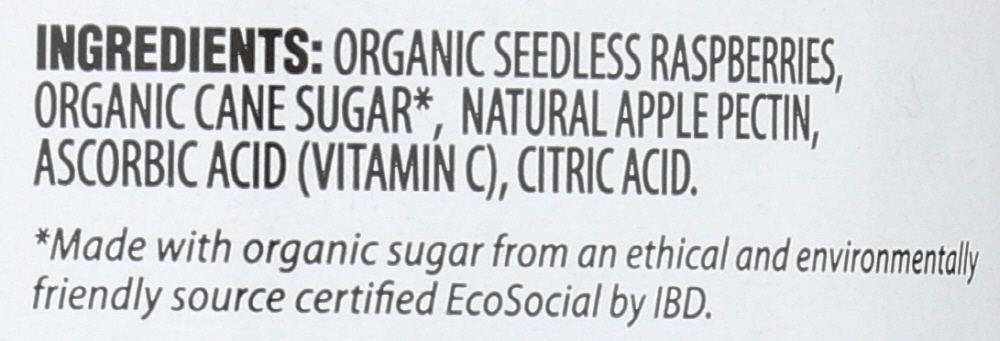 INGREDIENTS: ORGANIC SEEDLESS RASPBERRIES,
ORGANIC CANE SUGAR*, NATURAL APPLE PECTIN,
ASCORBIC ACID (VITAMIN C), CITRIC ACID.
*Made with organic sugar from an ethical and environmentally
friendly source certified EcoSocial by IBD.